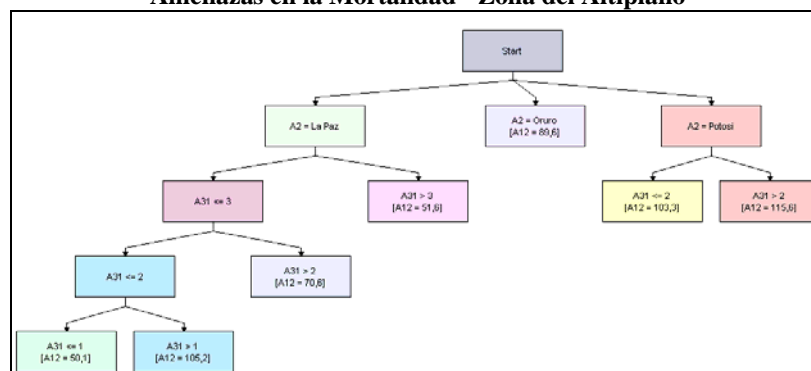 Amenazas en la Mortalidad - Zona del Altiplano
Start
A2 = La Paz
A2 = Oruro
[A12 = 89,6]
A2 = Potosi
A31 <= 3
A31 > 3
[A12 = 51,6]
A31 <= 2
[A12 = 103,3]
A31 > 2
[A12 = 115,6]
A31 <= 2
A31 > 2
[A12 = 70,6]
A31 <= 1
[A12 = 50,1]
A31 > 1
[A12 = 105,2]